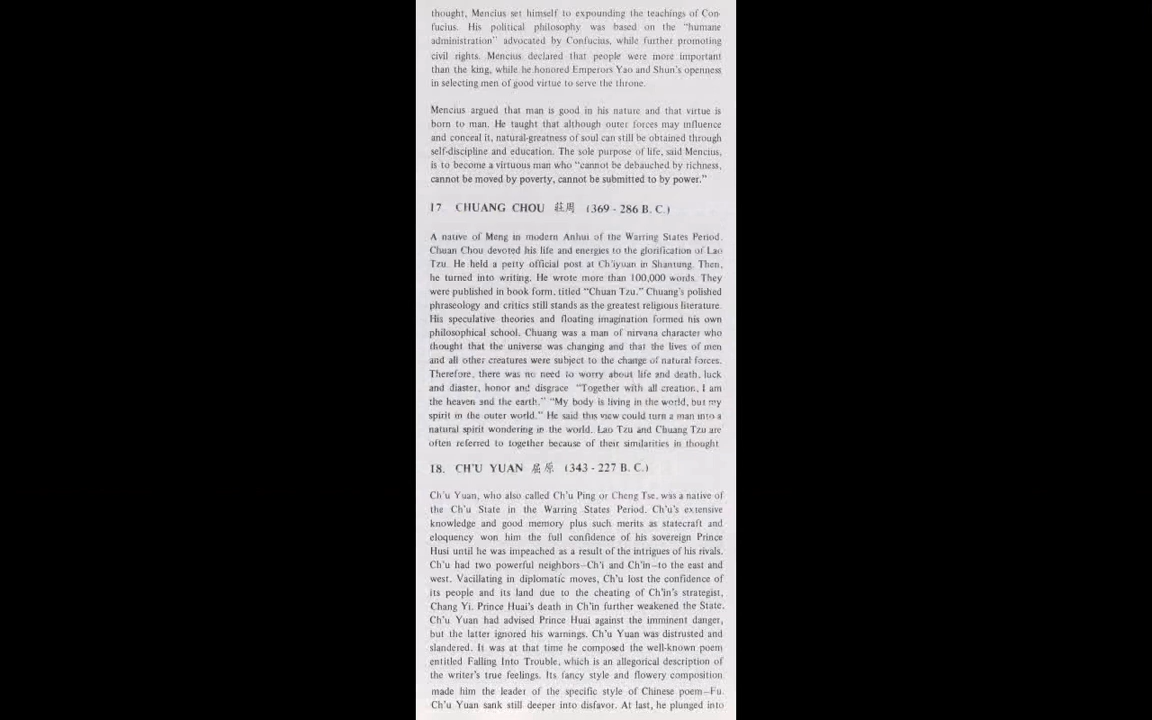 thought, Mencius set himself to expounding the teachings of Con-
fucius. His political philosophy was based on the "humane
administration" advocated by Confucius, while further promoting
civil rights. Mencius declared that people were more important
than the king, while he honored Emperors Yao and Shun's openness
in selecting men of good virtue to serve the throne.
Mencius argued that man is good in his nature and that virtue is
born to man. He taught that although outer forces may influence
and conceal it, natural-greatness of soul can still be obtained through
self-discipline and education. The sole purpose of life, said Mencius,
is to become a virtuous man who "cannot be debauched by richness,
cannot be moved by poverty, cannot be submitted to by power."
17. CHUANG CHOU 莊周 (369 - 286 B. C.)
A native of Meng in modern Anhui of the Warring States Period.
Chuan Chou devoted his life and energies to the glorification of Lao
Tzu. He held a petty official post at Ch'iyuan in Shantung. Then,
he turned into writing. He wrote more than 100,000 words. They
were published in book form, titled "Chuan Tzu." Chuang's polished
phraseology and critics still stands as the greatest religious literature.
His speculative theories and floating imagination formed his own
philosophical school. Chuang was a man of nirvana character who
thought that the universe was changing and that the lives of men
and all other creatures were subject to the change of natural forces.
Therefore, there was no need to worry about life and death, luck
and diaster, honor and disgrace "Together with all creation, I am
the heaven and the earth." "My body is living in the world, but my
spirit in the outer world." He said this view could turn a man into a
natural spirit wondering in the world. Lao Tzu and Chuang Tzu are
often referred to together because of their similarities in thought
18. CH'U YUAN 屈原 (343 - 227 B. C.)
Ch'u Yuan, who also called Ch'u Ping or Cheng Tse, was a native of
the Ch'u State in the Warring States Period. Ch'u's extensive
knowledge and good memory plus such merits as statecraft and
eloquency won him the full confidence of his sovereign Prince
Husi until he was impeached as a result of the intrigues of his rivals.
Ch'u had two powerful neighbors—Ch'i and Ch'in—to the east and
west. Vacillating in diplomatic moves, Ch'u lost the confidence of
its people and its land due to the cheating of Ch'in's strategist,
Chang Yi. Prince Huai's death in Ch'in further weakened the State.
Ch'u Yuan had advised Prince Huai against the imminent danger,
but the latter ignored his warnings. Ch'u Yuan was distrusted and
slandered. It was at that time he composed the well-known poem
entitled Falling Into Trouble, which is an allegorical description of
the writer's true feelings. Its fancy style and flowery composition
made him the leader of the specific style of Chinese poem—Fu.
Ch'u Yuan sank still deeper into disfavor. At last, he plunged into